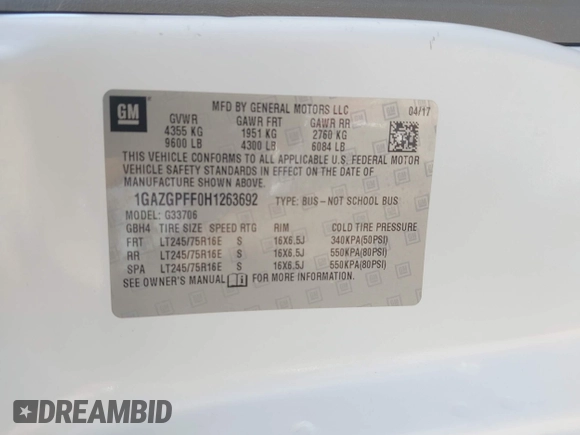 GM
MFD BY GENERAL MOTORS LLC 04/17
GVWR GAWR FRT GAWR RR
4355 KG 1951 KG 2760 KG
9600 LB 4300 LB 6084 LB
THIS VEHICLE CONFORMS TO ALL APPLICABLE U.S. FEDERAL MOTOR
VEHICLE SAFETY STANDARDS IN EFFECT ON THE DATE OF
MANUFACTURE SHOWN ABOVE.
1GAZGPFF0H1263692 TYPE: BUS-NOT SCHOOL BUS
MODEL: G33706
GBH4 TIRE SIZE SPEED RTG RIM COLD TIRE PRESSURE
FRT LT245/75R16E S 16X6.5J 340KPA(50PSI)
RR LT245/75R16E S 16X6.5J 550KPA(80PSI)
SPA LT245/75R16E S 16X6.5J 550KPA(80PSI)
SEE OWNER'S MANUAL FOR MORE INFORMATION.
DREAMBID